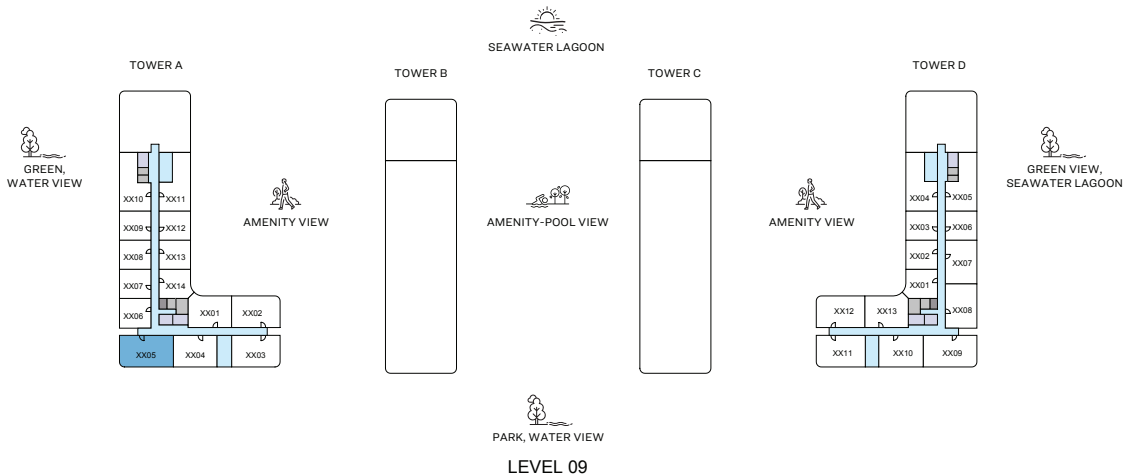 SEAWATER LAGOON
TOWER A
TOWER B
TOWER C
TOWER D
GREEN,
WATER VIEW
AMENITY VIEW
AMENITY-POOL VIEW
AMENITY VIEW
GREEN VIEW,
SEAWATER LAGOON
XX10 XX11
XX09 XX12
XX08 XX13
XX07 XX14
XX06 XX01 XX02
XX05 XX04 XX03
XX04 XX05
XX03 XX06
XX02 XX07
XX01
XX12 XX13 XX08
XX11 XX10 XX09
PARK, WATER VIEW
LEVEL 09